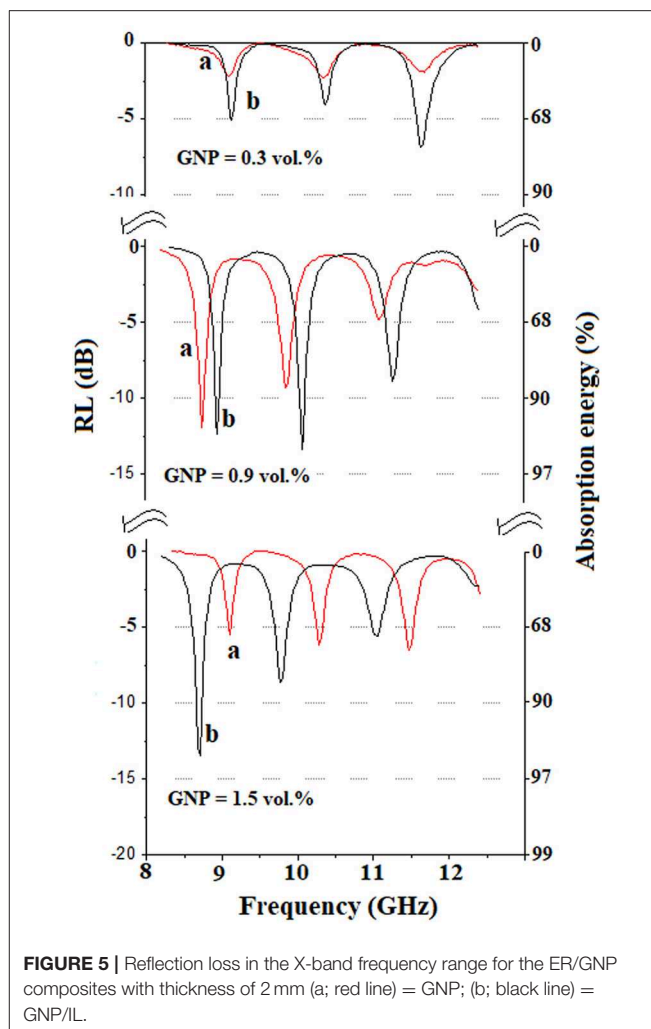 0
-5
-10
a
b
GNP = 0.3 vol.%
0
68
90
0
-5
-10
-15
a
b
GNP = 0.9 vol.%
0
68
90
97
RL (dB)
Absorption energy (%)
0
-5
-10
-15
-20
a
b
GNP = 1.5 vol.%
0
68
90
97
99
8 9 10 11 12
Frequency (GHz)
FIGURE 5 | Reflection loss in the X-band frequency range for the ER/GNP
composites with thickness of 2 mm (a; red line) = GNP; (b; black line) =
GNP/IL.